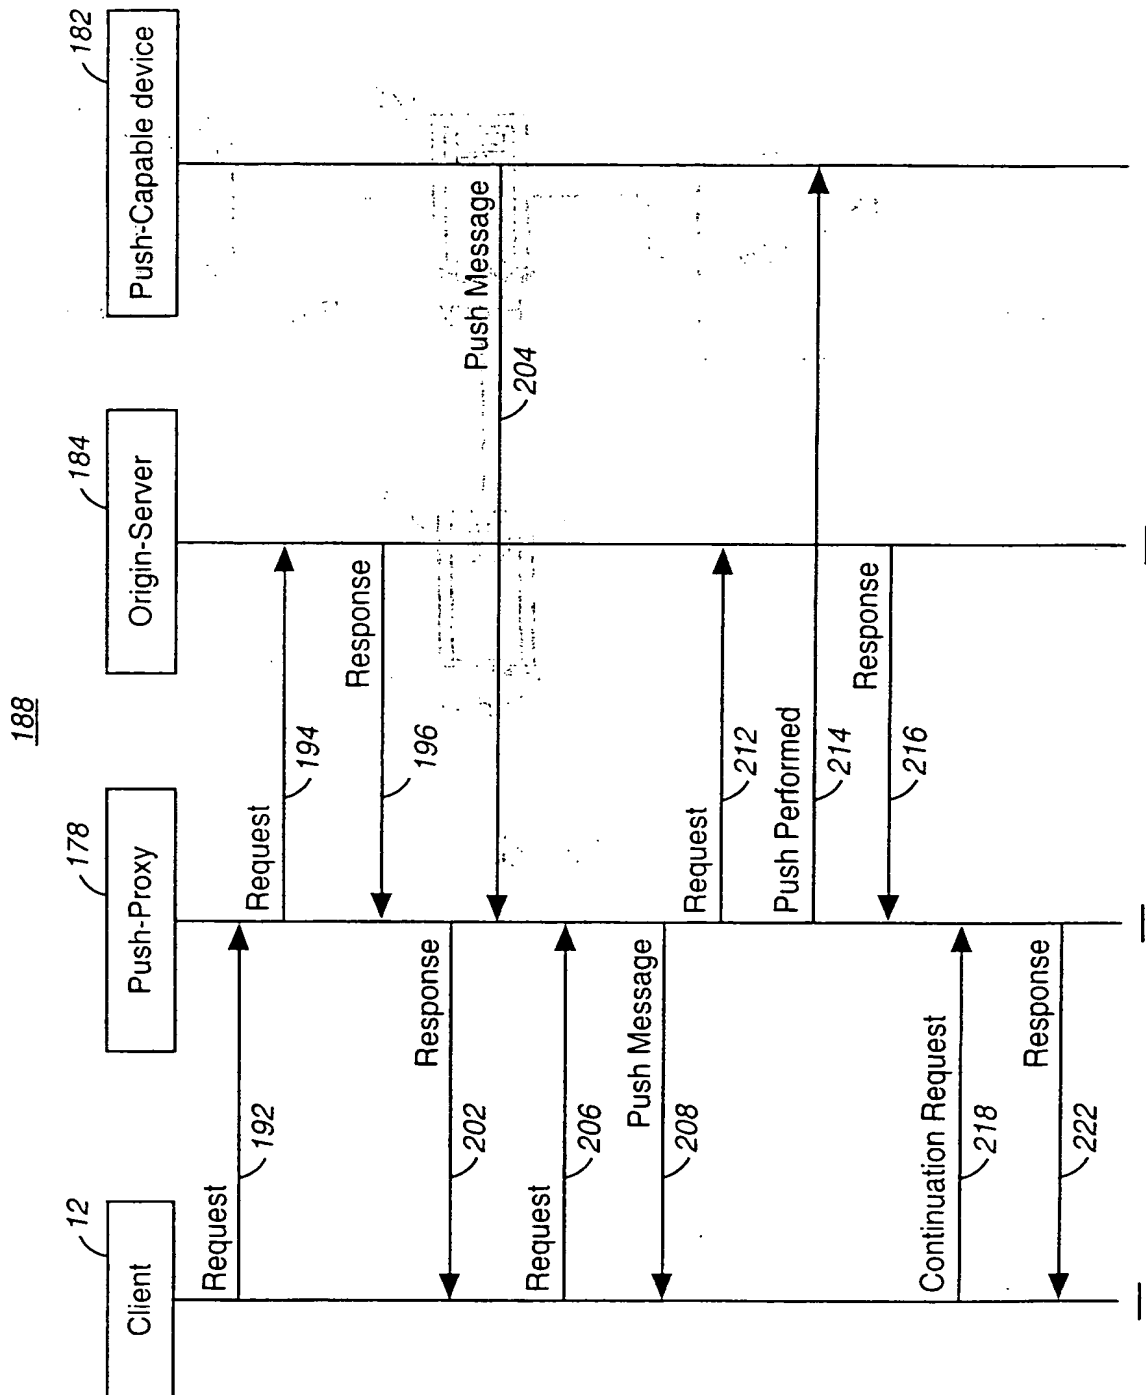 188
12
Client
178
Push-Proxy
184
Origin-Server
182
Push-Capable device
Request
192
Request
194
Response
196
Response
202
Push Message
204
Request
206
Push Message
208
Request
212
Push Performed
214
Response
216
Continuation Request
218
Response
222